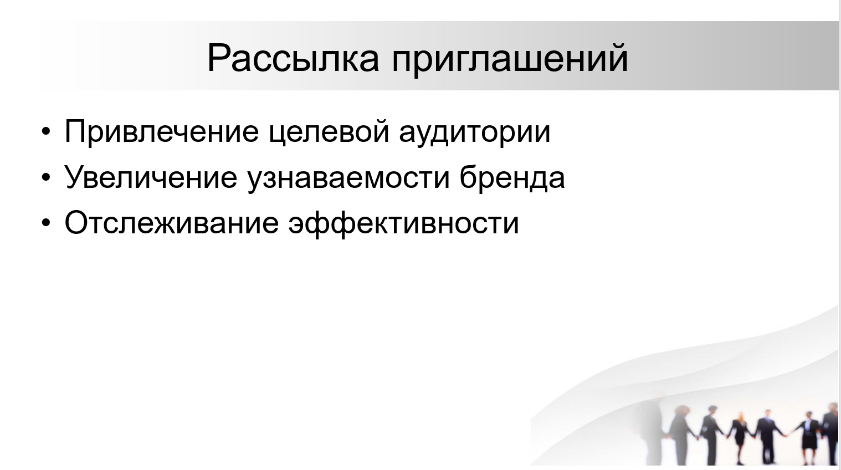 Рассылка приглашений
• Привлечение целевой аудитории
• Увеличение узнаваемости бренда
• Отслеживание эффективности